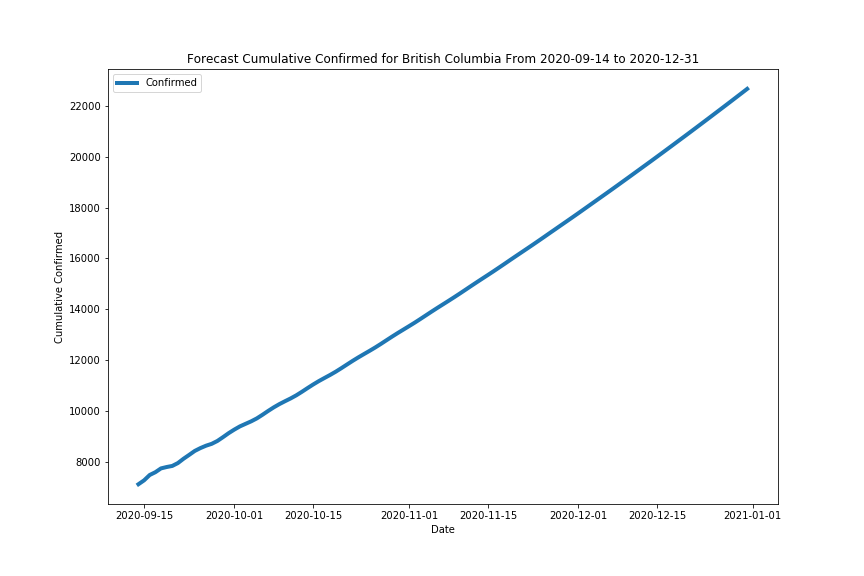 Forecast Cumulative Confirmed for British Columbia From 2020-09-14 to 2020-12-31
Confirmed
22000
20000
18000
16000
14000
12000
10000
8000
Cumulative Confirmed
2020-09-15 2020-10-01 2020-10-15 2020-11-01 2020-11-15 2020-12-01 2020-12-15 2021-01-01
Date